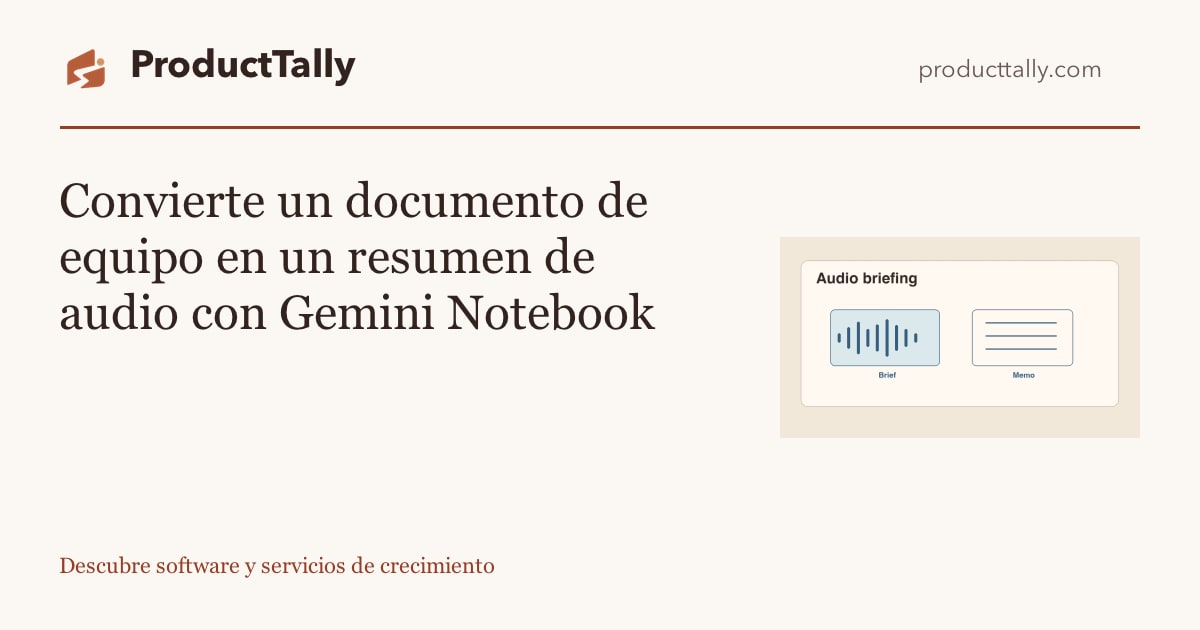 ProductTally
producttally.com
Convierte un documento de
equipo en un resumen de
audio con Gemini Notebook
Audio briefing
Brief
Memo
Descubre software y servicios de crecimiento